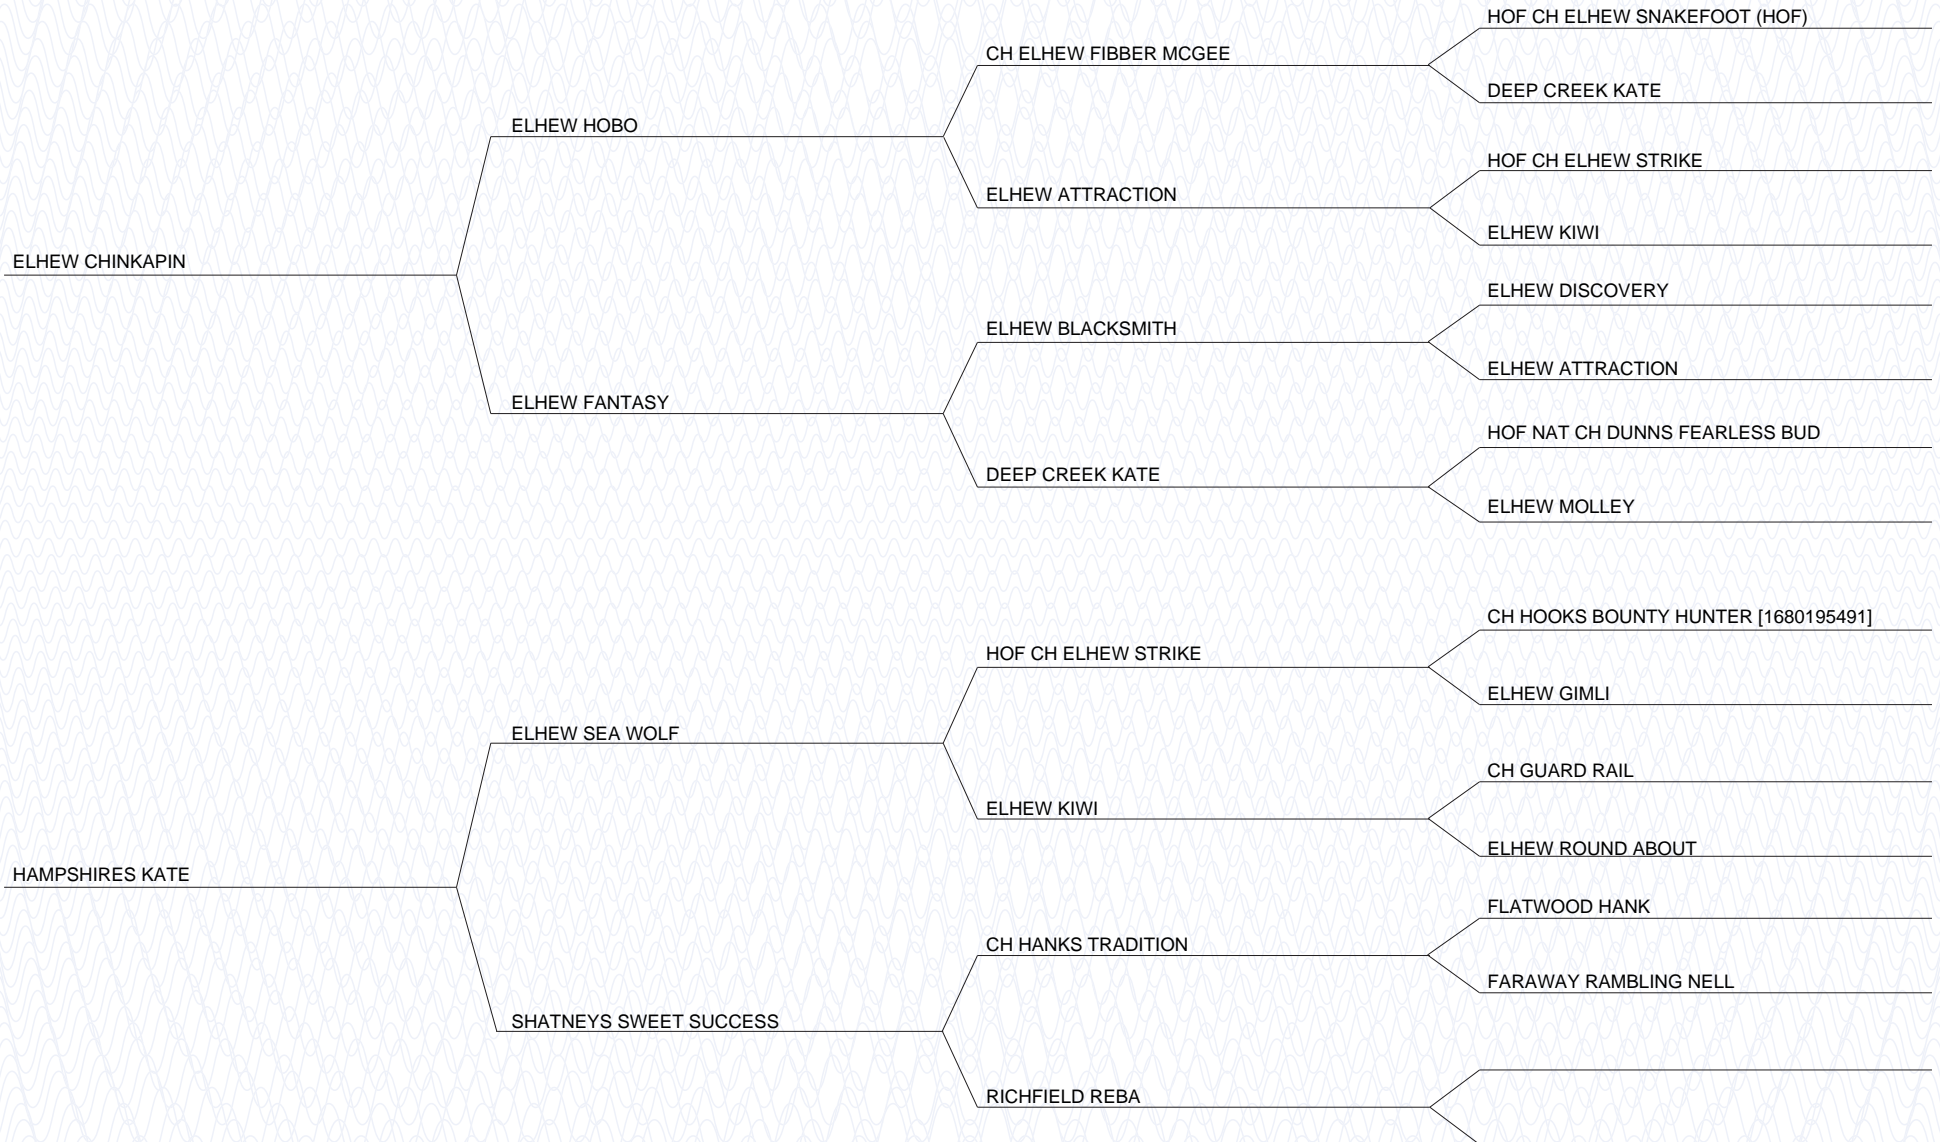 HOF CH ELHEW SNAKEFOOT (HOF)
CH ELHEW FIBBER MCGEE
DEEP CREEK KATE
ELHEW HOBO
HOF CH ELHEW STRIKE
ELHEW ATTRACTION
ELHEW KIWI
ELHEW CHINKAPIN
ELHEW DISCOVERY
ELHEW BLACKSMITH
ELHEW ATTRACTION
ELHEW FANTASY
HOF NAT CH DUNNS FEARLESS BUD
DEEP CREEK KATE
ELHEW MOLLEY
CH HOOKS BOUNTY HUNTER [1680195491]
HOF CH ELHEW STRIKE
ELHEW GIMLI
ELHEW SEA WOLF
CH GUARD RAIL
ELHEW KIWI
ELHEW ROUND ABOUT
HAMPSHIRES KATE
FLATWOOD HANK
CH HANKS TRADITION
FARAWAY RAMBLING NELL
SHATNEYS SWEET SUCCESS
RICHFIELD REBA